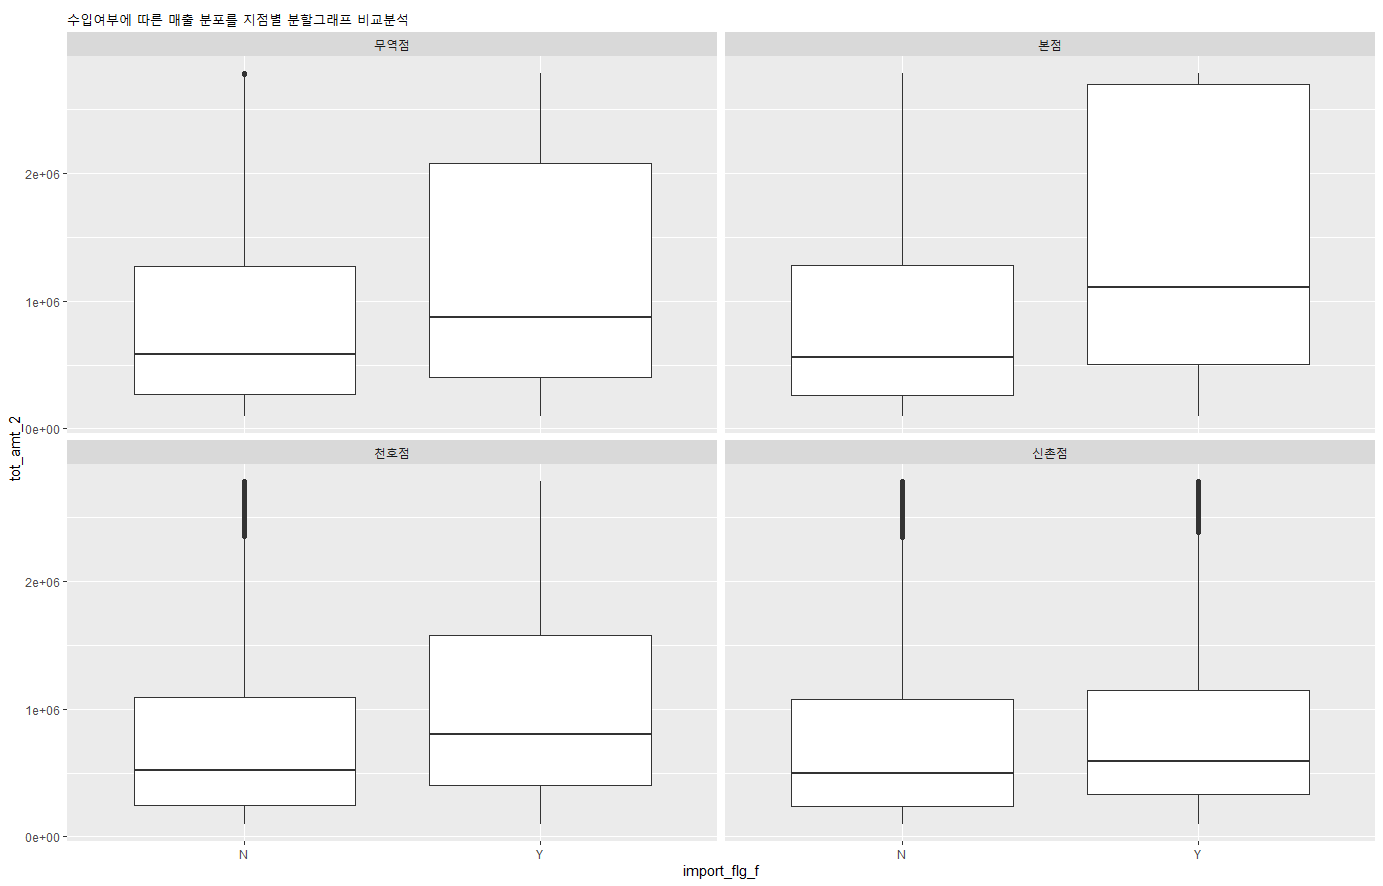 수입여부에 따른 매출 분포를 지점별 분할그래프 비교분석
무역점
본점
2e+06
1e+06
0e+00
천호점
신촌점
2e+06
1e+06
0e+00
tot_amt_2
N
Y
N
Y
import_flg_f